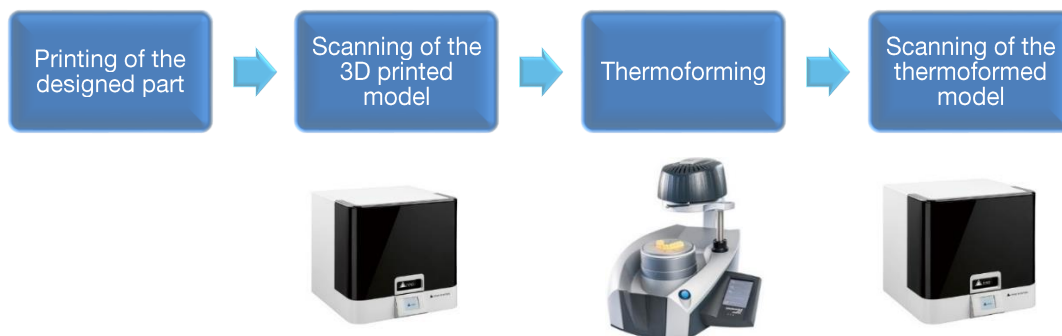 Printing of the
designed part
Scanning of the
3D printed
model
Thermoforming
Scanning of the
thermoformed
model